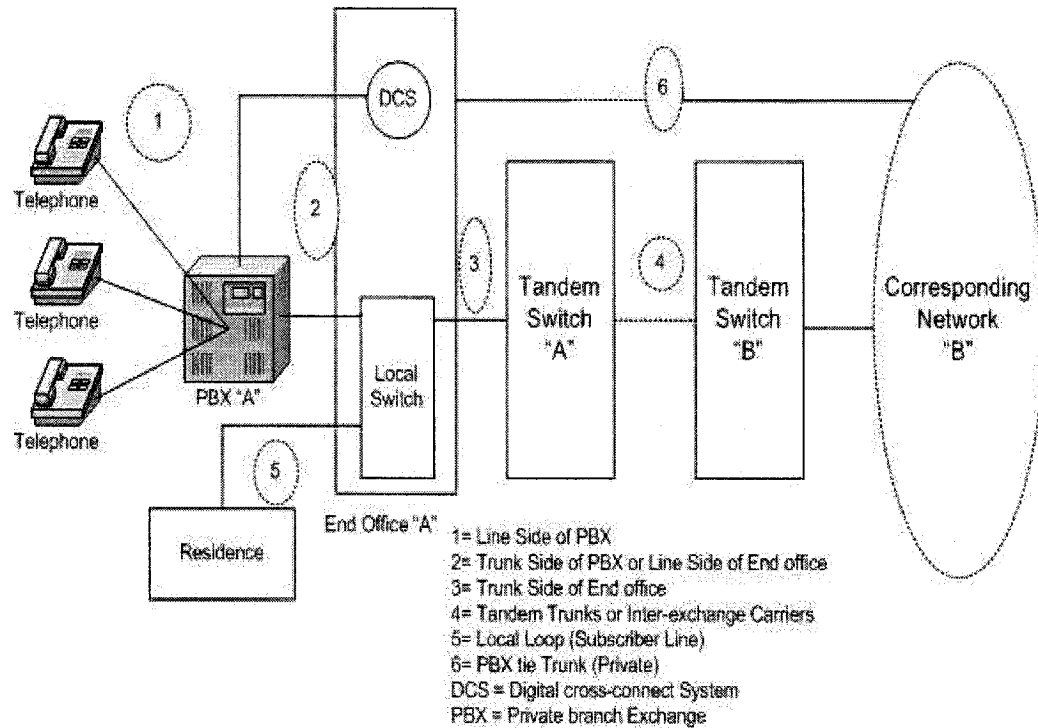 1
Telephone
Telephone
Telephone
PBX "A"
DCS
2
Local
Switch
5
Residence
End Office "A"
3
Tandem
Switch
"A"
4
Tandem
Switch
"B"
6
Corresponding
Network
"B"
1= Line Side of PBX
2= Trunk Side of PBX or Line Side of End office
3= Trunk Side of End office
4= Tandem Trunks or Inter-exchange Carriers
5= Local Loop (Subscriber Line)
6= PBX tie Trunk (Private)
DCS = Digital cross-connect System
PBX = Private branch Exchange